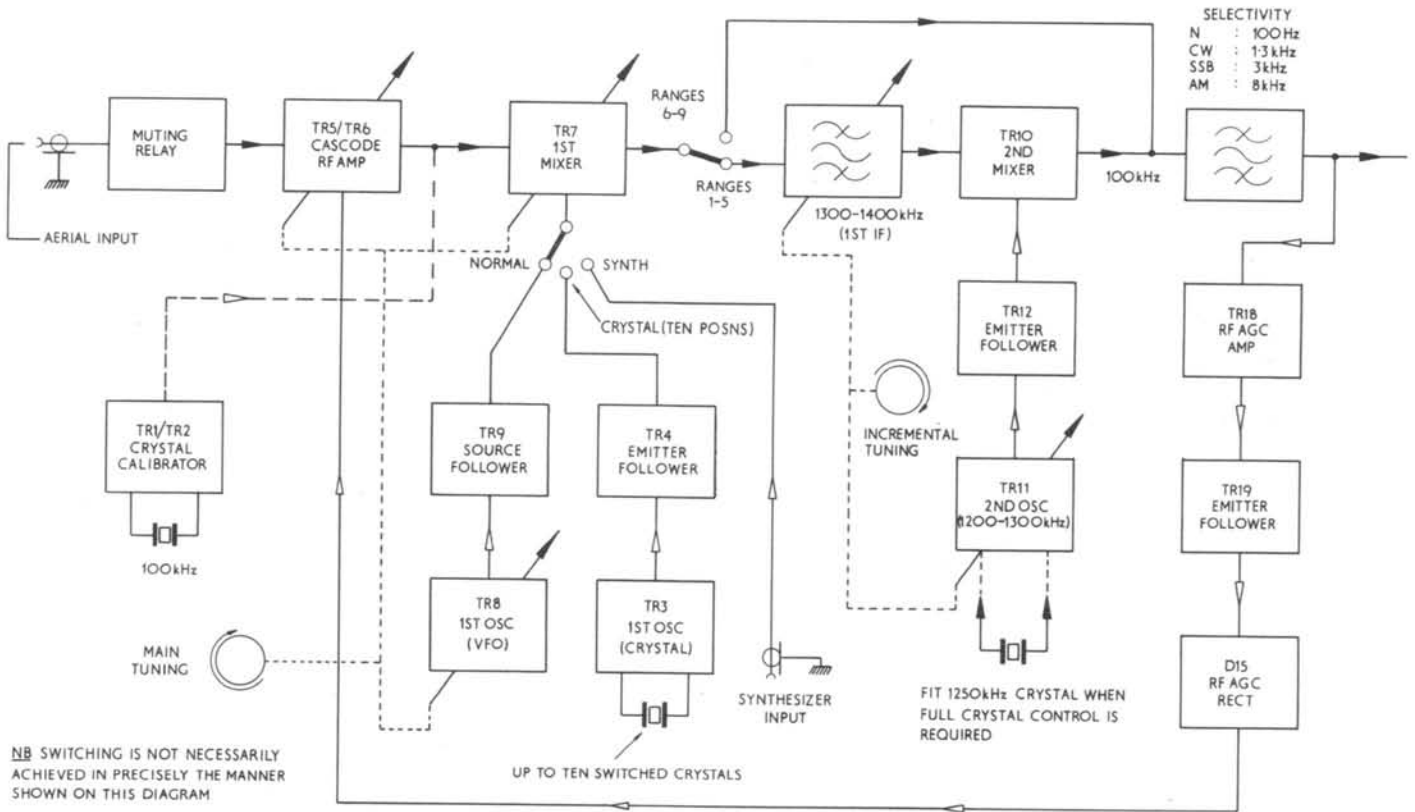 SELECTIVITY
N : 100Hz
CW : 1·3kHz
SSB : 3kHz
AM : 8kHz
RANGES
6-9
MUTING
RELAY
TR5/TR6
CASCODE
RF AMP
TR7
1ST
MIXER
RANGES
1-5
1300-1400kHz
(1ST IF)
TR10
2ND
MIXER
100kHz
AERIAL INPUT
NORMAL
SYNTH
CRYSTAL (TEN POSNS)
TR12
EMITTER
FOLLOWER
TR18
RF AGC
AMP
TR1/TR2
CRYSTAL
CALIBRATOR
100kHz
TR9
SOURCE
FOLLOWER
TR4
EMITTER
FOLLOWER
INCREMENTAL
TUNING
TR11
2ND OSC
(1200-1300kHz)
TR19
EMITTER
FOLLOWER
MAIN
TUNING
TR8
1ST OSC
(VFO)
TR3
1ST OSC
(CRYSTAL)
SYNTHESIZER
INPUT
FIT 1250kHz CRYSTAL WHEN
FULL CRYSTAL CONTROL IS
REQUIRED
D15
RF AGC
RECT
NB SWITCHING IS NOT NECESSARILY
ACHIEVED IN PRECISELY THE MANNER
SHOWN ON THIS DIAGRAM
UP TO TEN SWITCHED CRYSTALS